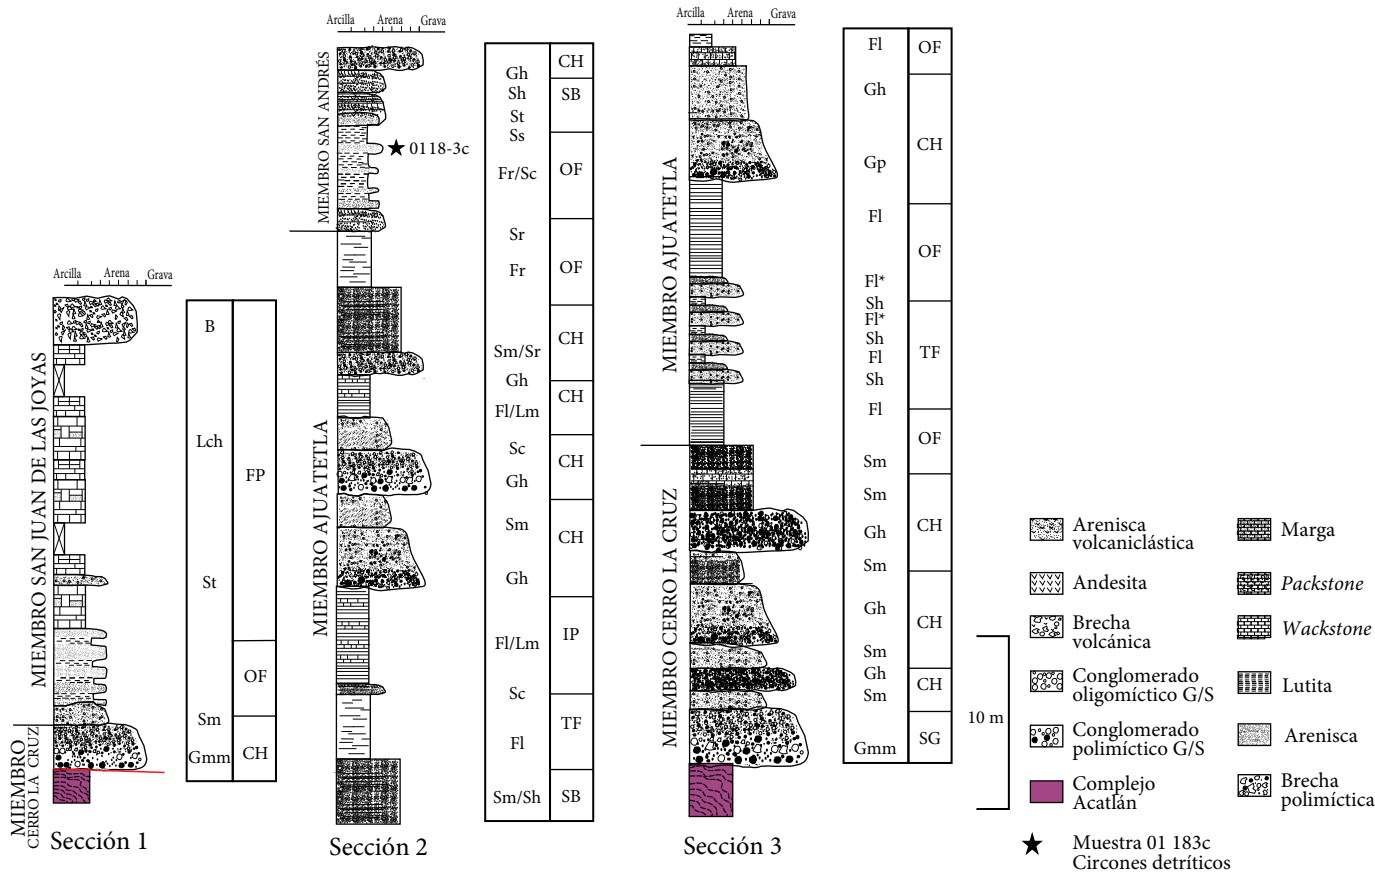 Arcilla Arena Grava
MIEMBRO SAN JUAN DE LAS JOYAS
MIEMBRO
CERRO LA CRUZ
B
Lch
St
Sm
Gmm
FP
OF
CH
Sección 1
Arcilla Arena Grava
MIEMBRO SAN ANDRÉS
MIEMBRO AJUATETLA
0118-3c
Gh
Sh
St
Ss
Fr/Sc
Sr
Fr
Sm/Sr
Gh
Fl/Lm
Sc
Gh
Sm
Gh
Fl/Lm
Sc
Fl
Sm/Sh
CH
SB
OF
OF
CH
CH
CH
CH
IP
TF
SB
Sección 2
Arcilla Arena Grava
MIEMBRO AJUATETLA
MIEMBRO CERRO LA CRUZ
Fl
Gh
Gp
Fl
Fl*
Sh
Fl*
Sh
Fl
Sh
Fl
Sm
Sm
Gh
Sm
Gh
Sm
Gh
Sm
Gmm
OF
CH
OF
TF
OF
CH
CH
CH
SG
Sección 3
10 m
Arenisca
volcaniclástica
Andesita
Brecha
volcánica
Conglomerado
oligomíctico G/S
Conglomerado
polimíctico G/S
Complejo
Acatlán
Muestra 01 183c
Circones detríticos
Marga
Packstone
Wackstone
Lutita
Arenisca
Brecha
polimíctica